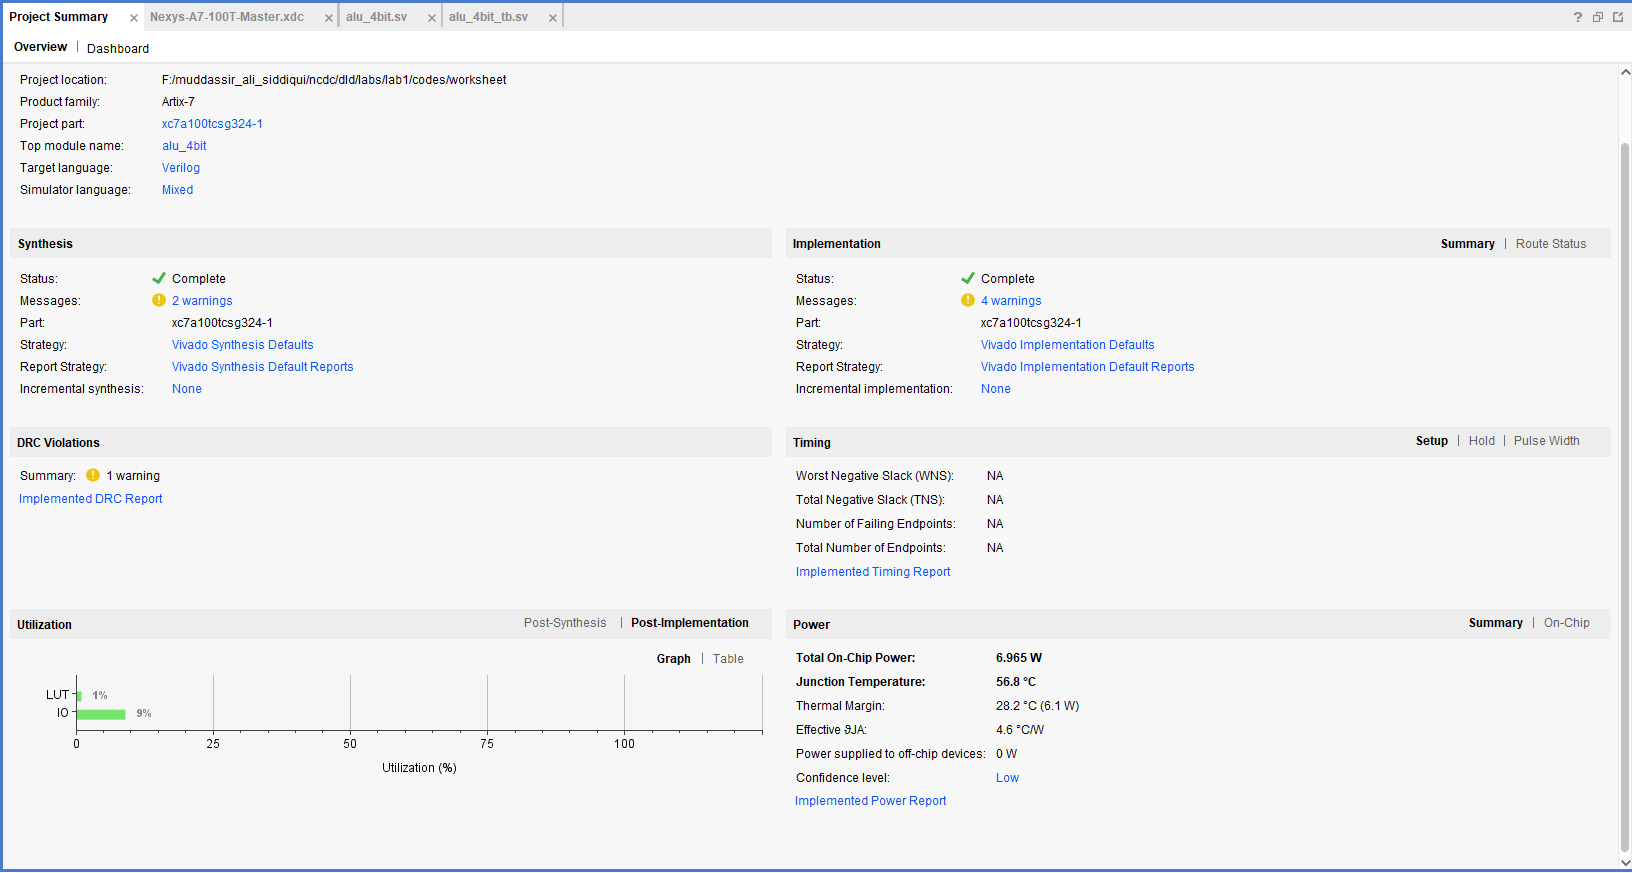 Project Summary × Nexys-A7-100T-Master.xdc × alu_4bit.sv × alu_4bit_tb.sv × ?
Overview | Dashboard
Project location: F:/muddassir_ali_siddiqui/ncdc/dld/labs/lab1/codes/worksheet
Product family: Artix-7
Project part: xc7a100tcsg324-1
Top module name: alu_4bit
Target language: Verilog
Simulator language: Mixed
Synthesis
Status: Complete
Messages: 2 warnings
Part: xc7a100tcsg324-1
Strategy: Vivado Synthesis Defaults
Report Strategy: Vivado Synthesis Default Reports
Incremental synthesis: None
Implementation Summary | Route Status
Status: Complete
Messages: 4 warnings
Part: xc7a100tcsg324-1
Strategy: Vivado Implementation Defaults
Report Strategy: Vivado Implementation Default Reports
Incremental implementation: None
DRC Violations
Summary: 1 warning
Implemented DRC Report
Timing Setup | Hold | Pulse Width
Worst Negative Slack (WNS): NA
Total Negative Slack (TNS): NA
Number of Failing Endpoints: NA
Total Number of Endpoints: NA
Implemented Timing Report
Utilization Post-Synthesis | Post-Implementation
Graph | Table
LUT 1%
IO 9%
0 25 50 75 100
Utilization (%)
Power Summary | On-Chip
Total On-Chip Power: 6.965 W
Junction Temperature: 56.8 °C
Thermal Margin: 28.2 °C (6.1 W)
Effective ϑJA: 4.6 °C/W
Power supplied to off-chip devices: 0 W
Confidence level: Low
Implemented Power Report